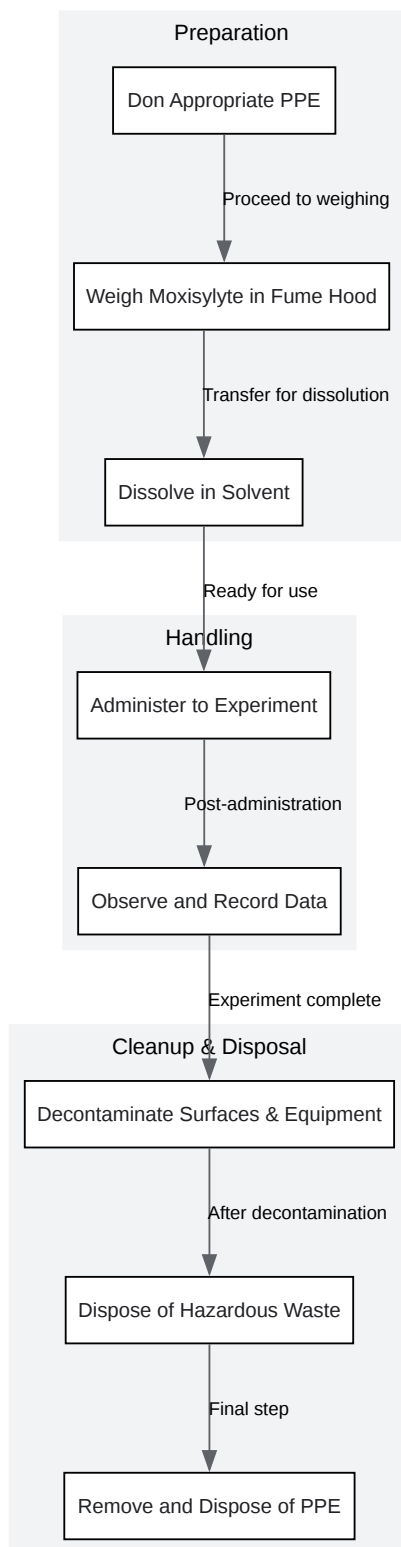 Preparation
Don Appropriate PPE
Proceed to weighing
Weigh Moxisylyte in Fume Hood
Transfer for dissolution
Dissolve in Solvent
Ready for use
Handling
Administer to Experiment
Post-administration
Observe and Record Data
Experiment complete
Cleanup & Disposal
Decontaminate Surfaces & Equipment
After decontamination
Dispose of Hazardous Waste
Final step
Remove and Dispose of PPE